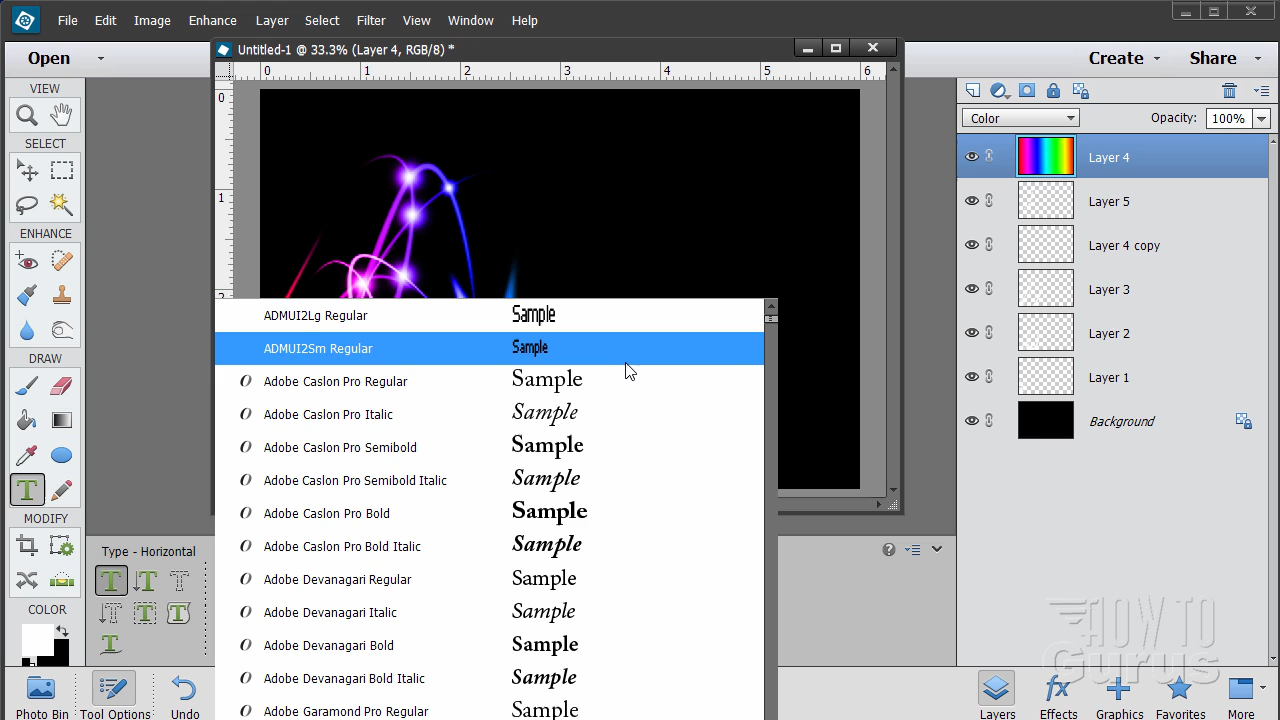 File Edit Image Enhance Layer Select Filter View Window Help
Open
Create
Share
Untitled-1 @ 33.3% (Layer 4, RGB/8) *
0 1 2 3 4 5 6
0
1
2
VIEW
SELECT
ENHANCE
DRAW
T
MODIFY
COLOR
Color
Opacity: 100%
Layer 4
Layer 5
Layer 4 copy
Layer 3
Layer 2
Layer 1
Background
ADMUI2Lg Regular Sample
ADMUI2Sm Regular Sample
O Adobe Caslon Pro Regular Sample
O Adobe Caslon Pro Italic Sample
O Adobe Caslon Pro Semibold Sample
O Adobe Caslon Pro Semibold Italic Sample
O Adobe Caslon Pro Bold Sample
O Adobe Caslon Pro Bold Italic Sample
O Adobe Devanagari Regular Sample
O Adobe Devanagari Italic Sample
O Adobe Devanagari Bold Sample
O Adobe Devanagari Bold Italic Sample
O Adobe Garamond Pro Regular Sample
Type - Horizontal
T T T
T T T
T
HOW TO
Gurus
Photo Bin
Tool Options
Undo
Layers
fx
Effects
Graphics
Favorites
More